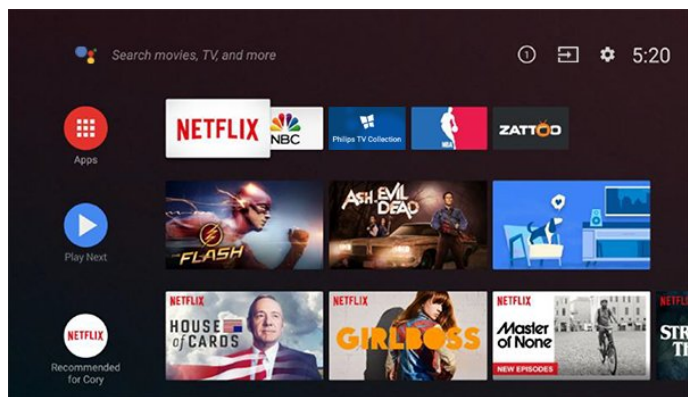 Search movies, TV, and more
1
5:20
Apps
NETFLIX
NBC
Philips TV Collection
NBA
ZATTOO
Play Next
THE FLASH
ASH vs EVIL DEAD
NETFLIX
Recommended
for Cory
NETFLIX
HOUSE
of CARDS
NETFLIX
GIRLBOSS
NETFLIX
Master
of None
NEW EPISODES
NETFLIX
STR
TH